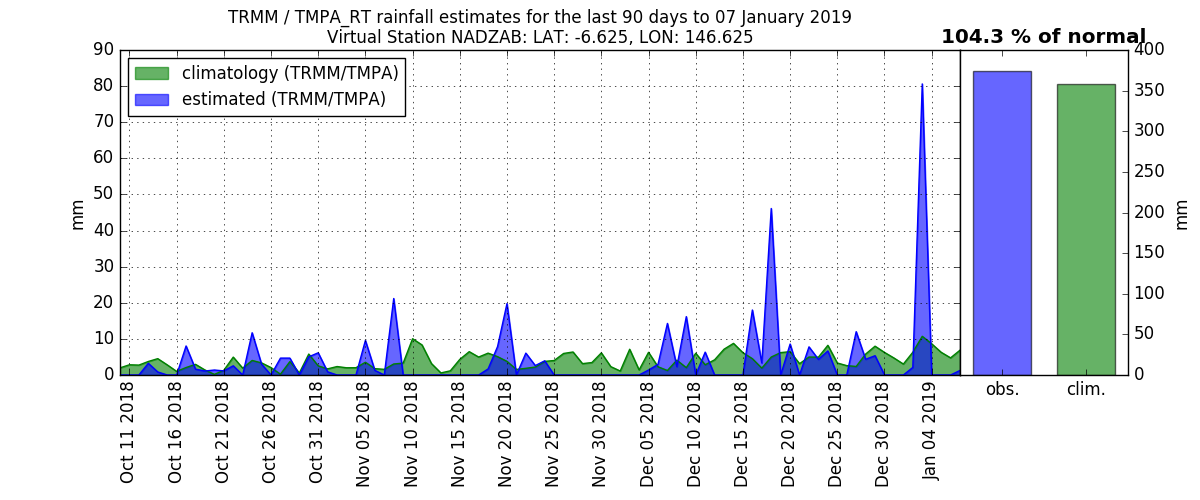 TRMM / TMPA_RT rainfall estimates for the last 90 days to 07 January 2019
Virtual Station NADZAB: LAT: -6.625, LON: 146.625
104.3 % of normal
climatology (TRMM/TMPA)
estimated (TRMM/TMPA)
90
80
70
60
50
40
30
20
10
0
mm
Oct 11 2018
Oct 16 2018
Oct 21 2018
Oct 26 2018
Oct 31 2018
Nov 05 2018
Nov 10 2018
Nov 15 2018
Nov 20 2018
Nov 25 2018
Nov 30 2018
Dec 05 2018
Dec 10 2018
Dec 15 2018
Dec 20 2018
Dec 25 2018
Dec 30 2018
Jan 04 2019
obs.
clim.
400
350
300
250
200
150
100
50
0
mm